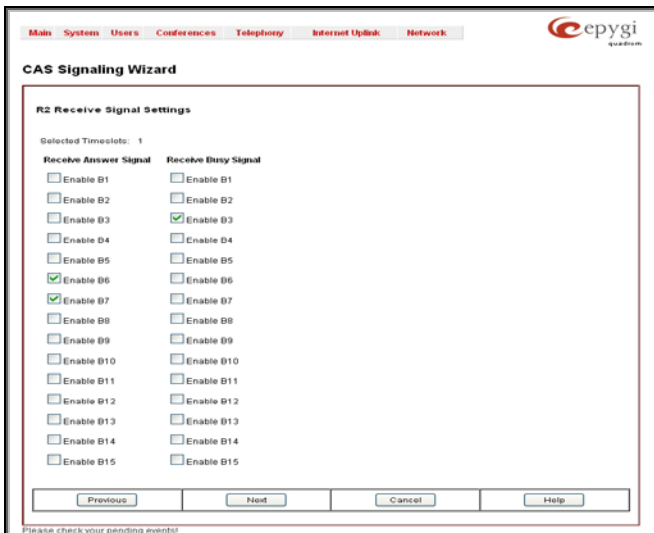 Main System Users Conferences Telephony Internet Uplink Network
epygi
quadrom
CAS Signaling Wizard
R2 Receive Signal Settings
Selected Timeslots: 1
Receive Answer Signal Receive Busy Signal
Enable B1 Enable B1
Enable B2 Enable B2
Enable B3 Enable B3
Enable B4 Enable B4
Enable B5 Enable B5
Enable B6 Enable B6
Enable B7 Enable B7
Enable B8 Enable B8
Enable B9 Enable B9
Enable B10 Enable B10
Enable B11 Enable B11
Enable B12 Enable B12
Enable B13 Enable B13
Enable B14 Enable B14
Enable B15 Enable B15
Previous Next Cancel Help
Please check your pending events!